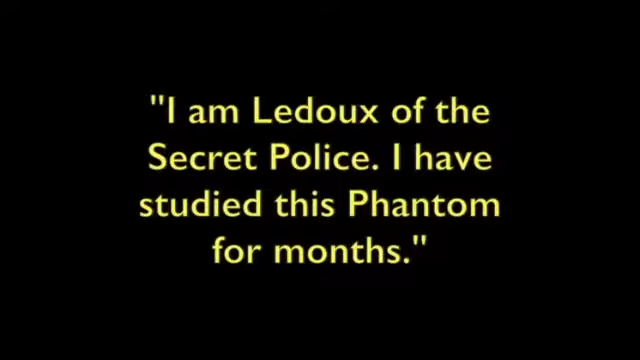 "I am Ledoux of the
Secret Police. I have
studied this Phantom
for months."